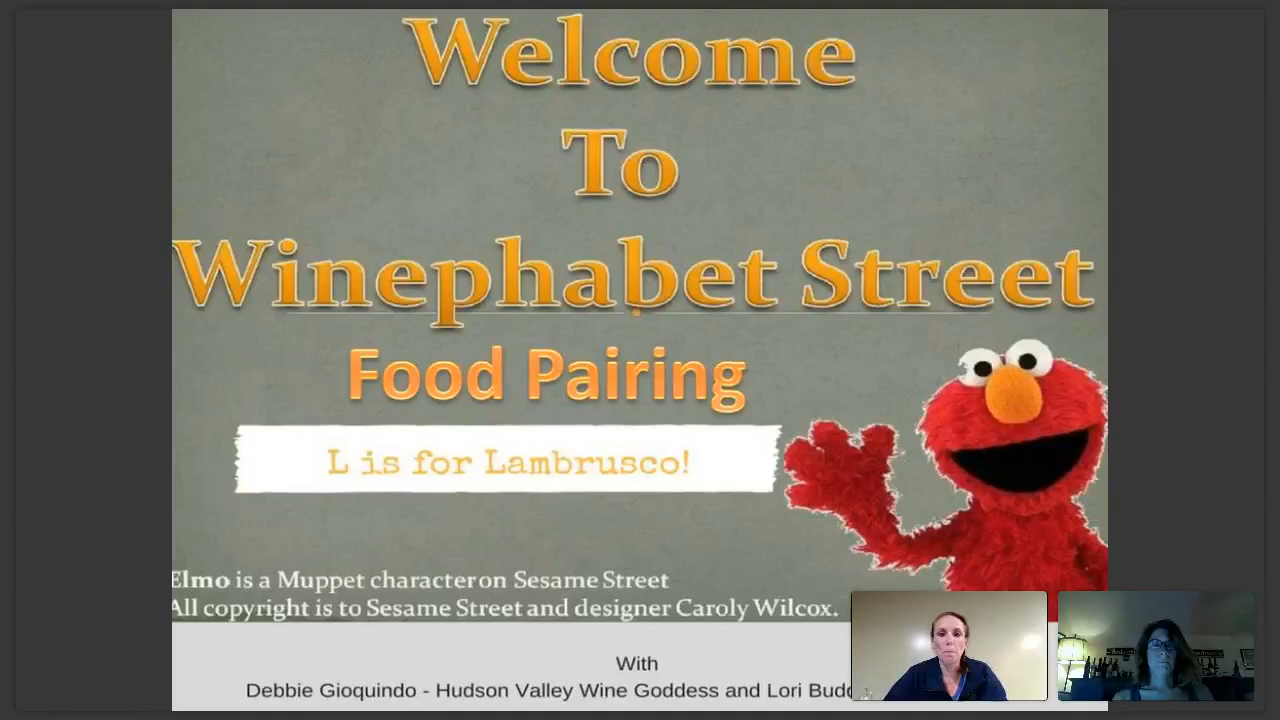 Welcome
To
Winephabet Street
Food Pairing
L is for Lambrusco!
Elmo is a Muppet character on Sesame Street
All copyright is to Sesame Street and designer Caroly Wilcox.
With
Debbie Gioquindo - Hudson Valley Wine Goddess and Lori